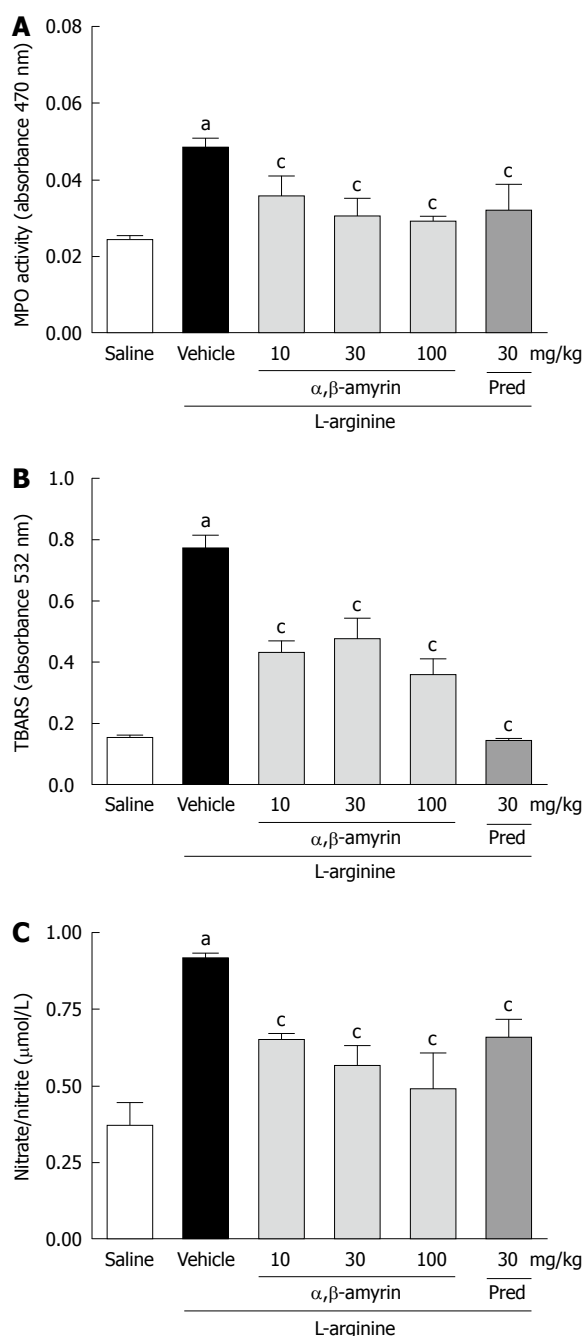 A
MPO activity (absorbance 470 nm)
0.08
0.06
0.04
0.02
0.00
a
c
c
c
c
Saline Vehicle 10 30 100 30 mg/kg
α,β-amyrin Pred
L-arginine
B
TBARS (absorbance 532 nm)
1.0
0.8
0.6
0.4
0.2
0.0
a
c
c
c
c
Saline Vehicle 10 30 100 30 mg/kg
α,β-amyrin Pred
L-arginine
C
Nitrate/nitrite (μmol/L)
1.00
0.75
0.50
0.25
0.00
a
c
c
c
c
Saline Vehicle 10 30 100 30 mg/kg
α,β-amyrin Pred
L-arginine